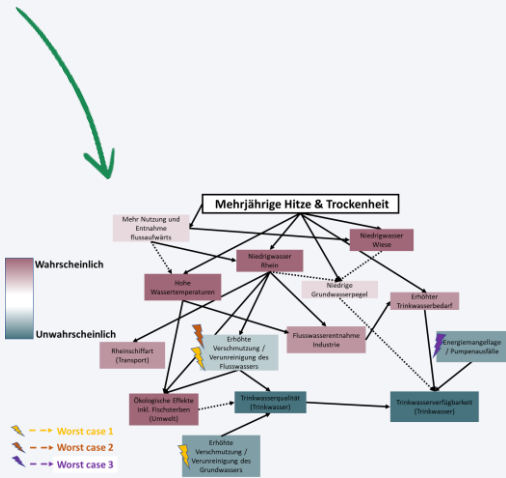 Mehrjährige Hitze & Trockenheit
Mehr Nutzung und
Entnahme
flussaufwärts
Niedrigwasser
Wiese
Niedrigwasser
Rhein
Wahrscheinlich
Hohe
Wassertemperaturen
Niedrige
Grundwasserpegel
Erhöhter
Trinkwasserbedarf
Unwahrscheinlich
Rheinschiffart
(Transport)
Erhöhte
Verschmutzung /
Verunreinigung des
Flusswassers
Flusswasserentnahme
Industrie
Energiemangellage
/ Pumpenausfälle
Ökologische Effekte
inkl. Fischsterben
(Umwelt)
Trinkwasserqualität
(Trinkwasser)
Trinkwasserverfügbarkeit
(Trinkwasser)
Worst case 1
Worst case 2
Worst case 3
Erhöhte
Verschmutzung /
Verunreinigung des
Grundwassers